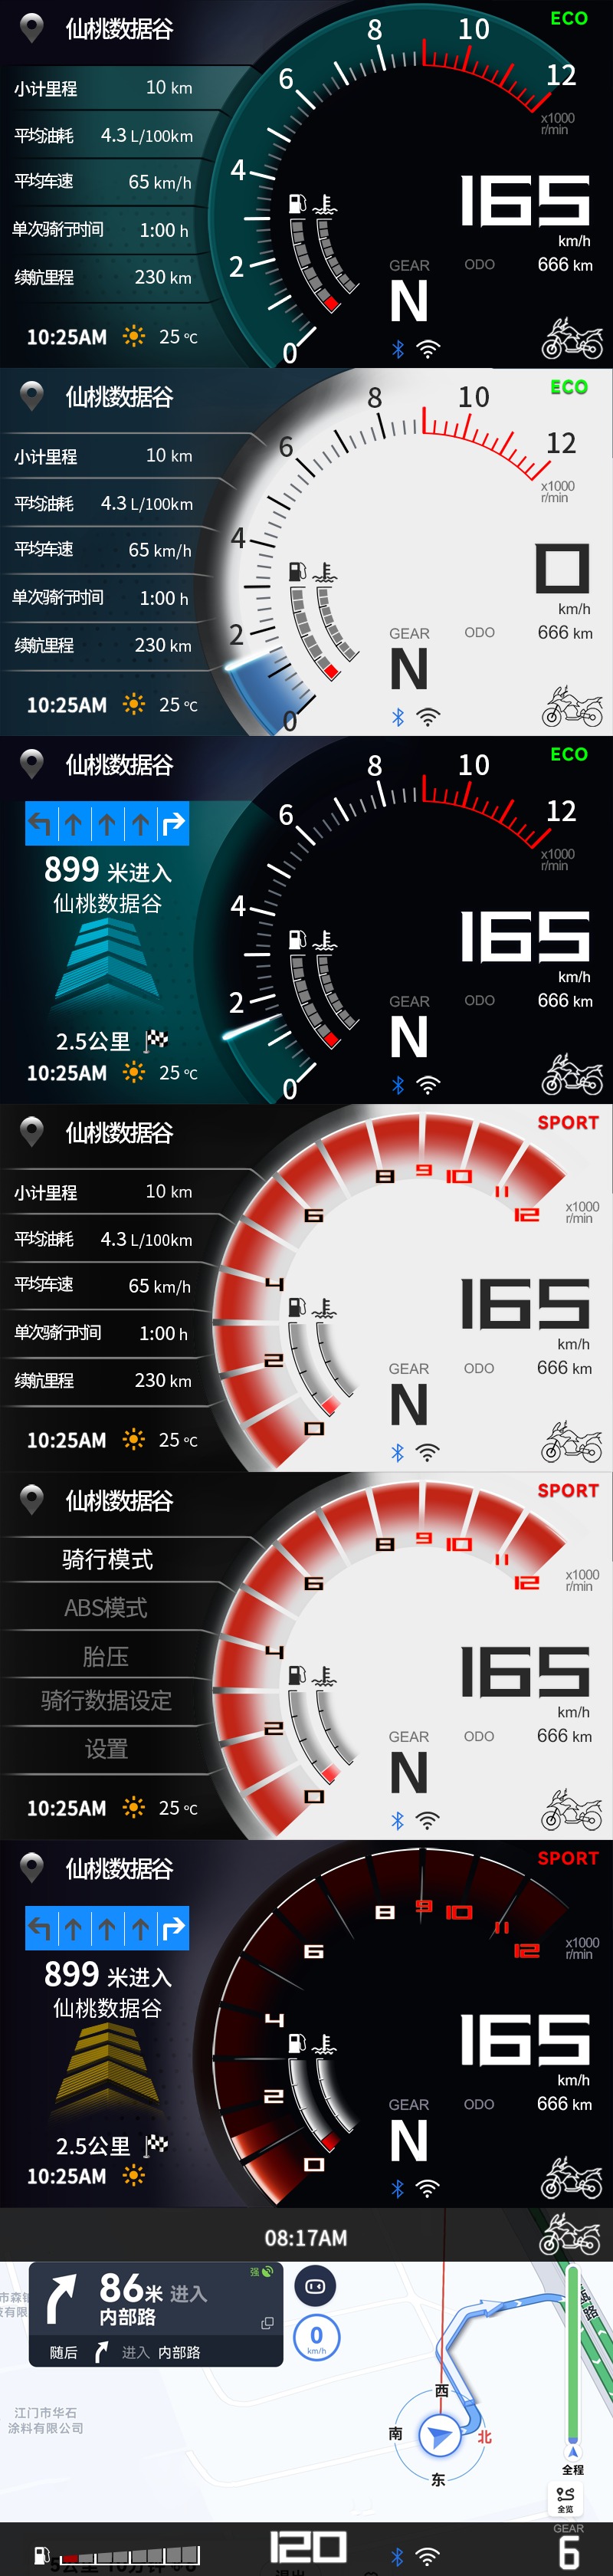 仙桃数据谷
小计里程 10 km
平均油耗 4.3 L/100km
平均车速 65 km/h
单次骑行时间 1:00 h
续航里程 230 km
10:25AM 25 ℃
0 2 4 6 8 10 12
x1000
r/min
ECO
165
km/h
GEAR ODO 666 km
N
仙桃数据谷
小计里程 10 km
平均油耗 4.3 L/100km
平均车速 65 km/h
单次骑行时间 1:00 h
续航里程 230 km
10:25AM 25 ℃
0 2 4 6 8 10 12
x1000
r/min
ECO
0
km/h
GEAR ODO 666 km
N
仙桃数据谷
899 米进入
仙桃数据谷
2.5公里
10:25AM 25 ℃
0 2 4 6 8 10 12
x1000
r/min
ECO
165
km/h
GEAR ODO 666 km
N
仙桃数据谷
小计里程 10 km
平均油耗 4.3 L/100km
平均车速 65 km/h
单次骑行时间 1:00 h
续航里程 230 km
10:25AM 25 ℃
0 2 4 6 8 9 10 11 12
x1000
r/min
SPORT
165
km/h
GEAR ODO 666 km
N
仙桃数据谷
骑行模式
ABS模式
胎压
骑行数据设定
设置
10:25AM 25 ℃
0 2 4 6 8 9 10 11 12
x1000
r/min
SPORT
165
km/h
GEAR ODO 666 km
N
仙桃数据谷
899 米进入
仙桃数据谷
2.5公里
10:25AM
0 2 4 6 8 9 10 11 12
x1000
r/min
SPORT
165
km/h
GEAR ODO 666 km
N
08:17AM
86米 进入
内部路
强
随后 进入 内部路
0
km/h
江门市华石
涂料有限公司
西
南
北
东
全程
全览
120
GEAR
6